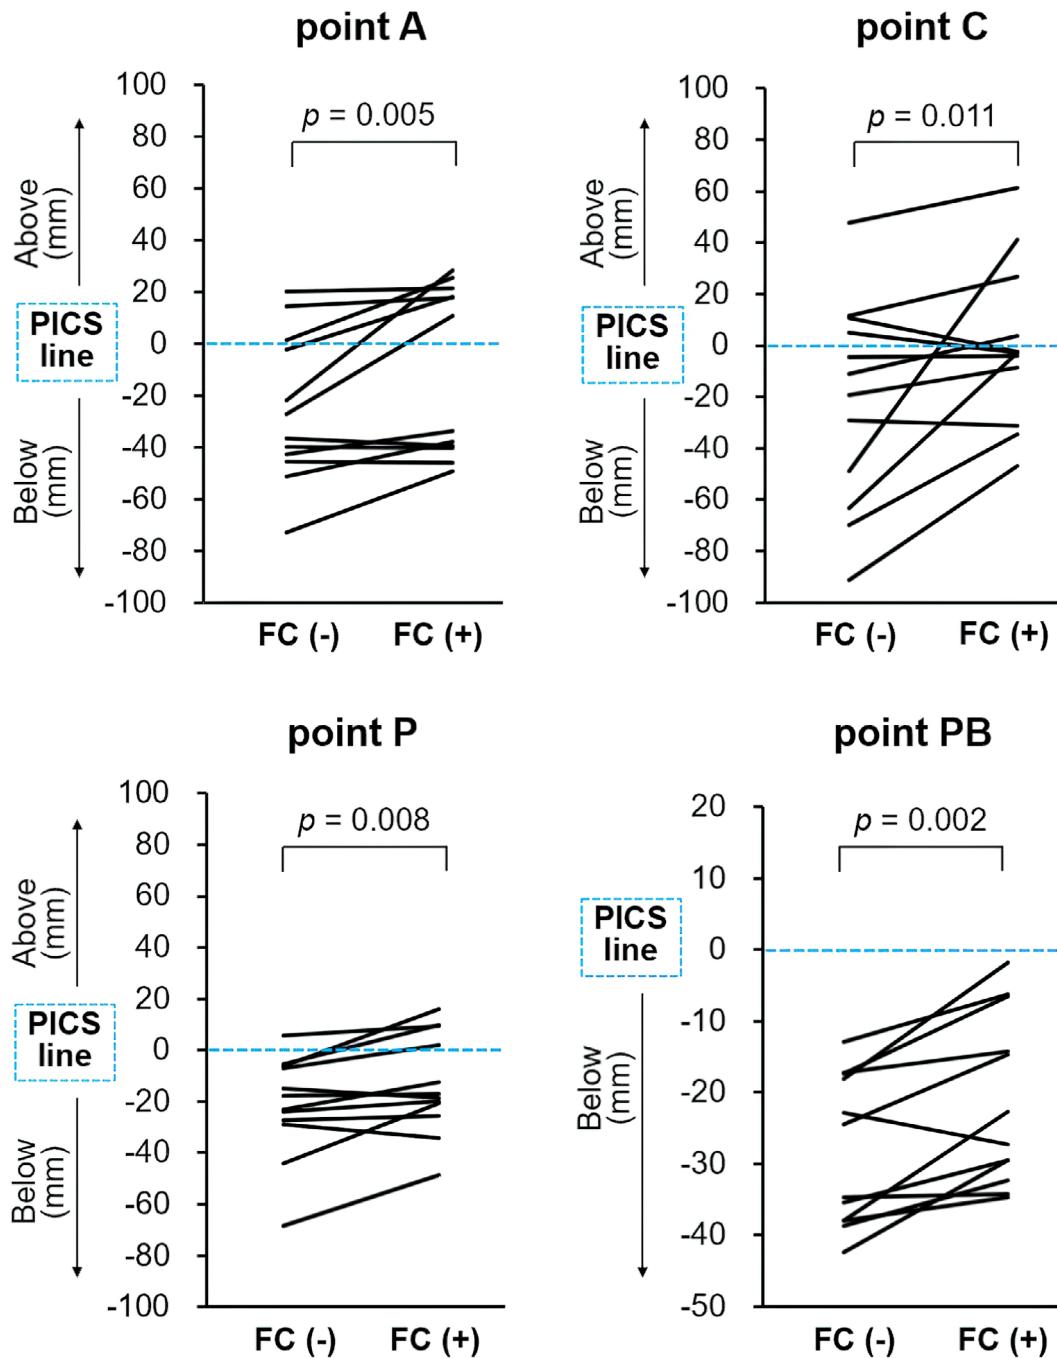 point A
100
80
60
40
20
0
-20
-40
-60
-80
-100
Above
(mm)
PICS
line
Below
(mm)
p = 0.005
FC (-)
FC (+)
point C
100
80
60
40
20
0
-20
-40
-60
-80
-100
Above
(mm)
PICS
line
Below
(mm)
p = 0.011
FC (-)
FC (+)
point P
100
80
60
40
20
0
-20
-40
-60
-80
-100
Above
(mm)
PICS
line
Below
(mm)
p = 0.008
FC (-)
FC (+)
point PB
20
10
0
-10
-20
-30
-40
-50
PICS
line
Below
(mm)
p = 0.002
FC (-)
FC (+)